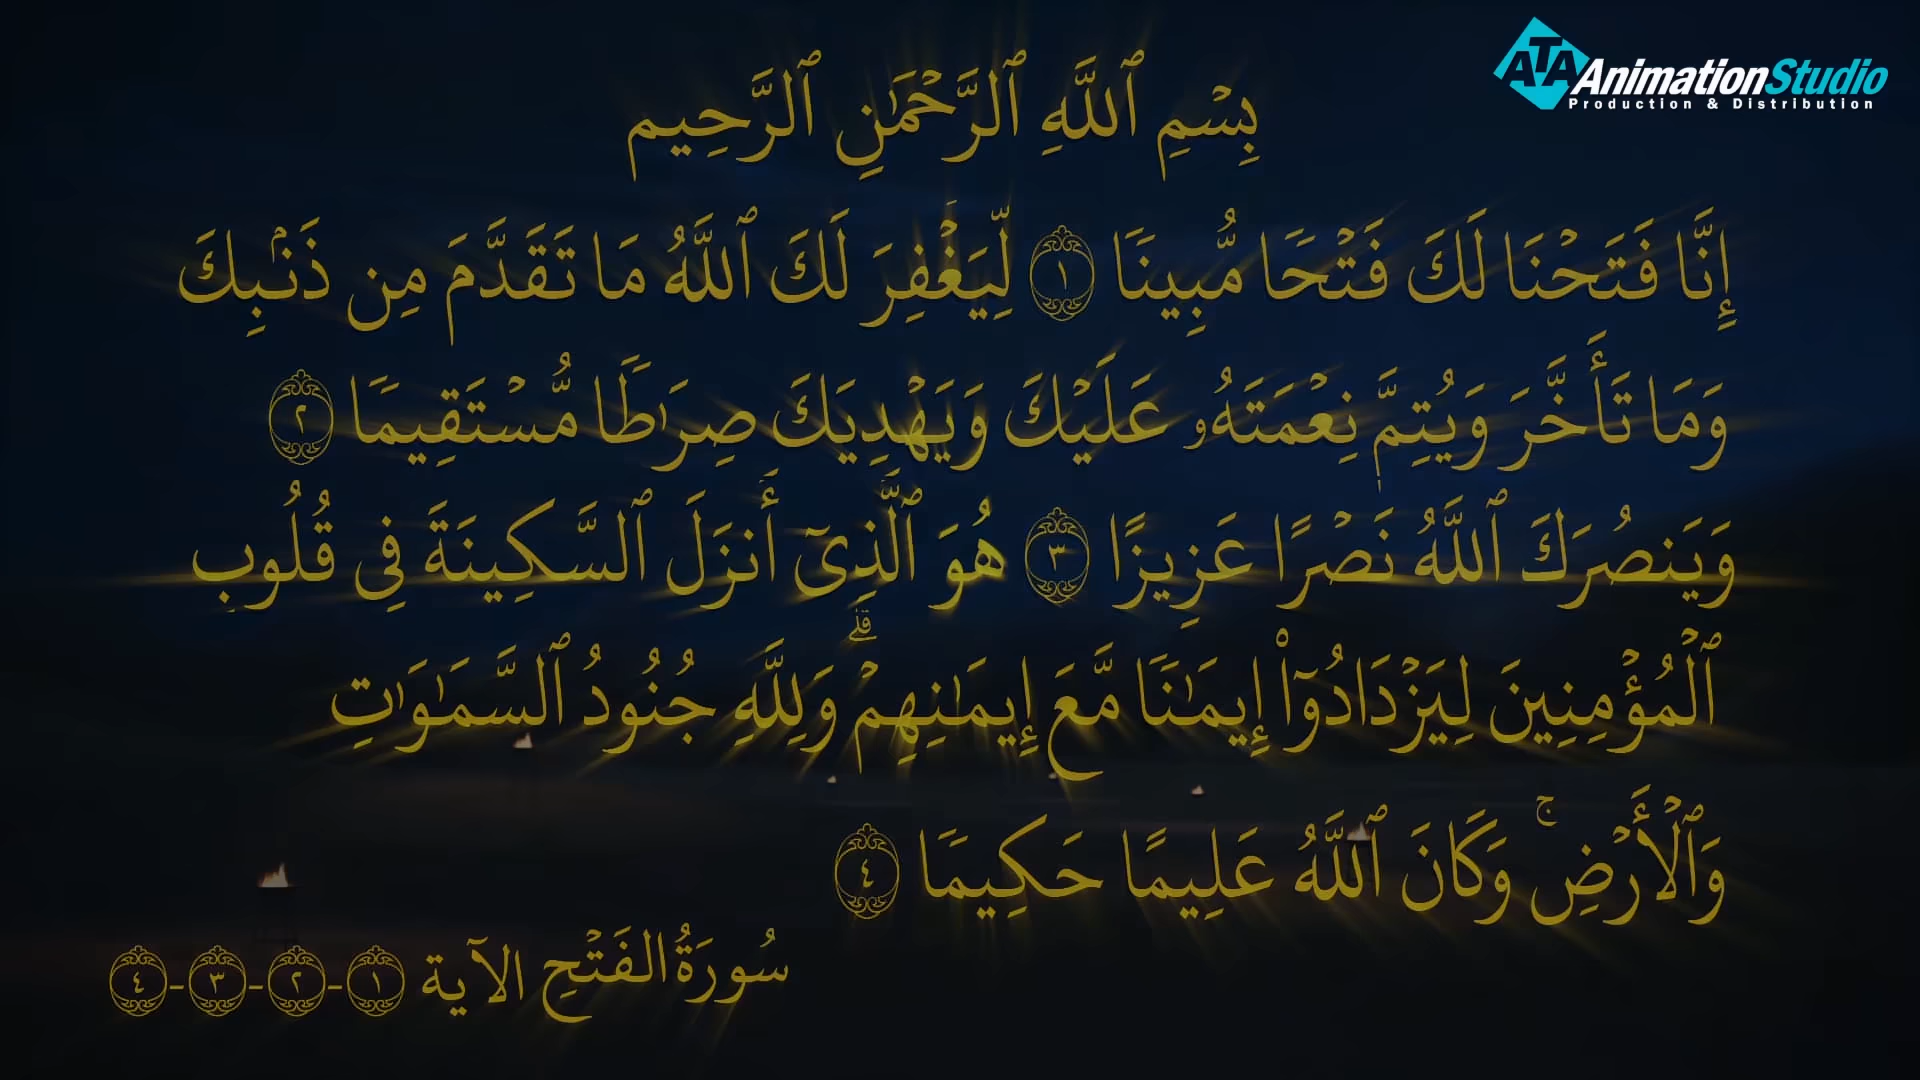 ATA AnimationStudio
Production & Distribution
بِسْمِ ٱللَّهِ ٱلرَّحْمَٰنِ ٱلرَّحِيمِ
إِنَّا فَتَحْنَا لَكَ فَتْحًا مُّبِينًا ١ لِّيَغْفِرَ لَكَ ٱللَّهُ مَا تَقَدَّمَ مِن ذَنۢبِكَ
وَمَا تَأَخَّرَ وَيُتِمَّ نِعْمَتَهُۥ عَلَيْكَ وَيَهْدِيَكَ صِرَٰطًا مُّسْتَقِيمًا ٢
وَيَنصُرَكَ ٱللَّهُ نَصْرًا عَزِيزًا ٣ هُوَ ٱلَّذِىٓ أَنزَلَ ٱلسَّكِينَةَ فِى قُلُوبِ
ٱلْمُؤْمِنِينَ لِيَزْدَادُوٓا۟ إِيمَٰنًا مَّعَ إِيمَٰنِهِمْ ۗ وَلِلَّهِ جُنُودُ ٱلسَّمَٰوَٰتِ
وَٱلْأَرْضِ ۚ وَكَانَ ٱللَّهُ عَلِيمًا حَكِيمًا ٤
سُورَةُ الفَتْحِ الآية ١-٢-٣-٤